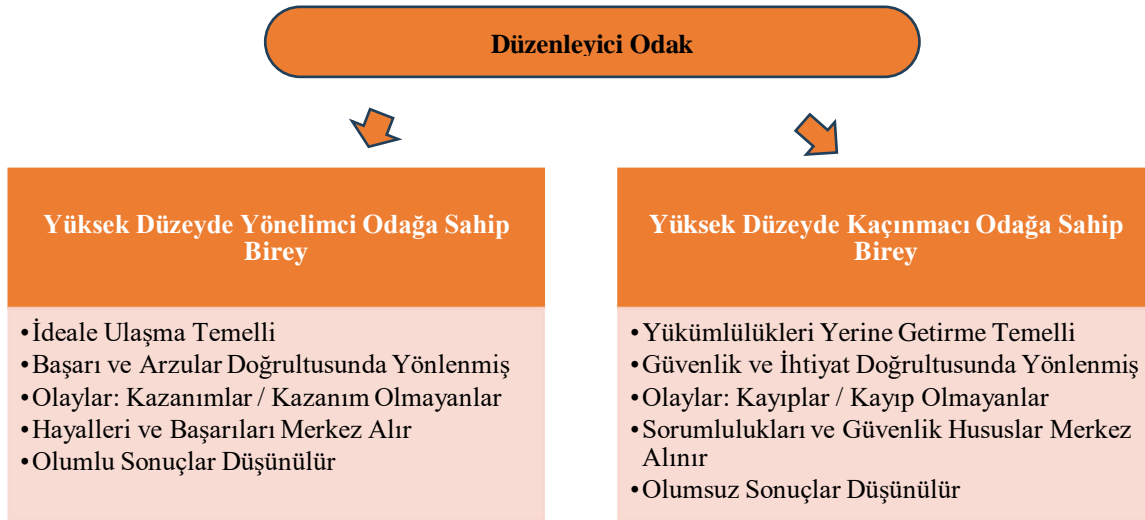 Düzenleyici Odak
Yüksek Düzeyde Yönelimci Odağa Sahip
Birey
•İdeale Ulaşma Temelli
•Başarı ve Arzular Doğrultusunda Yönlenmiş
•Olaylar: Kazanımlar / Kazanım Olmayanlar
•Hayalleri ve Başarıları Merkez Alır
•Olumlu Sonuçlar Düşünülür
Yüksek Düzeyde Kaçınmacı Odağa Sahip
Birey
•Yükümlülükleri Yerine Getirme Temelli
•Güvenlik ve İhtiyat Doğrultusunda Yönlenmiş
•Olaylar: Kayıplar / Kayıp Olmayanlar
•Sorumlulukları ve Güvenlik Hususlar Merkez
Alınır
•Olumsuz Sonuçlar Düşünülür